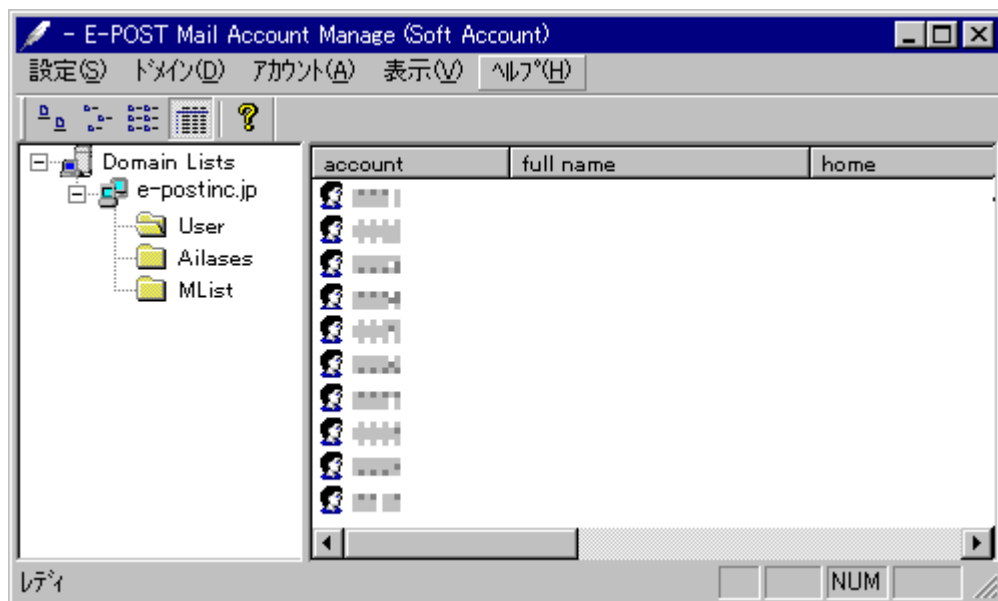 - E-POST Mail Account Manage (Soft Account)
設定(S) ﾄﾞﾒｲﾝ(D) ｱｶｳﾝﾄ(A) 表示(V) ﾍﾙﾌﾟ(H)
Domain Lists
e-postinc.jp
User
Ailases
MList
account full name home
ﾚﾃﾞｨ NUM